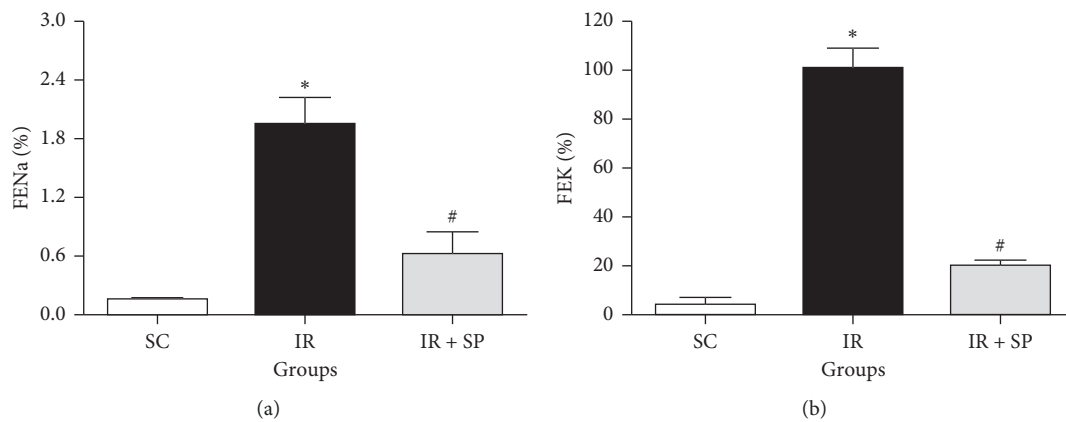 3.0
2.4
1.8
1.2
0.6
0.0
FENa (%)
*
#
SC
IR
IR + SP
Groups
(a)
120
100
80
60
40
20
0
FEK (%)
*
#
SC
IR
IR + SP
Groups
(b)